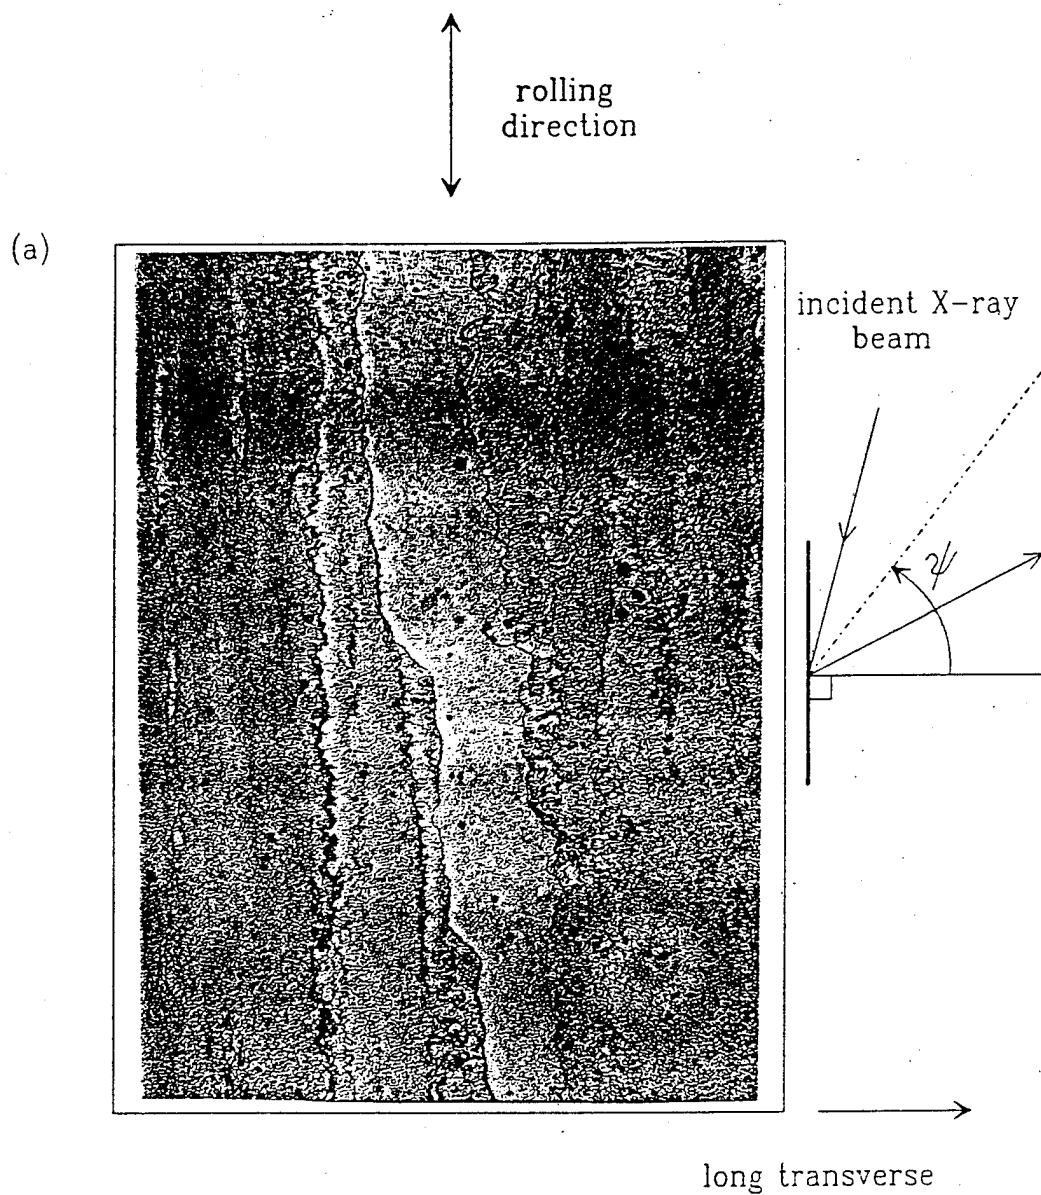 rolling
direction
(a)
incident X-ray
beam
ψ
long transverse